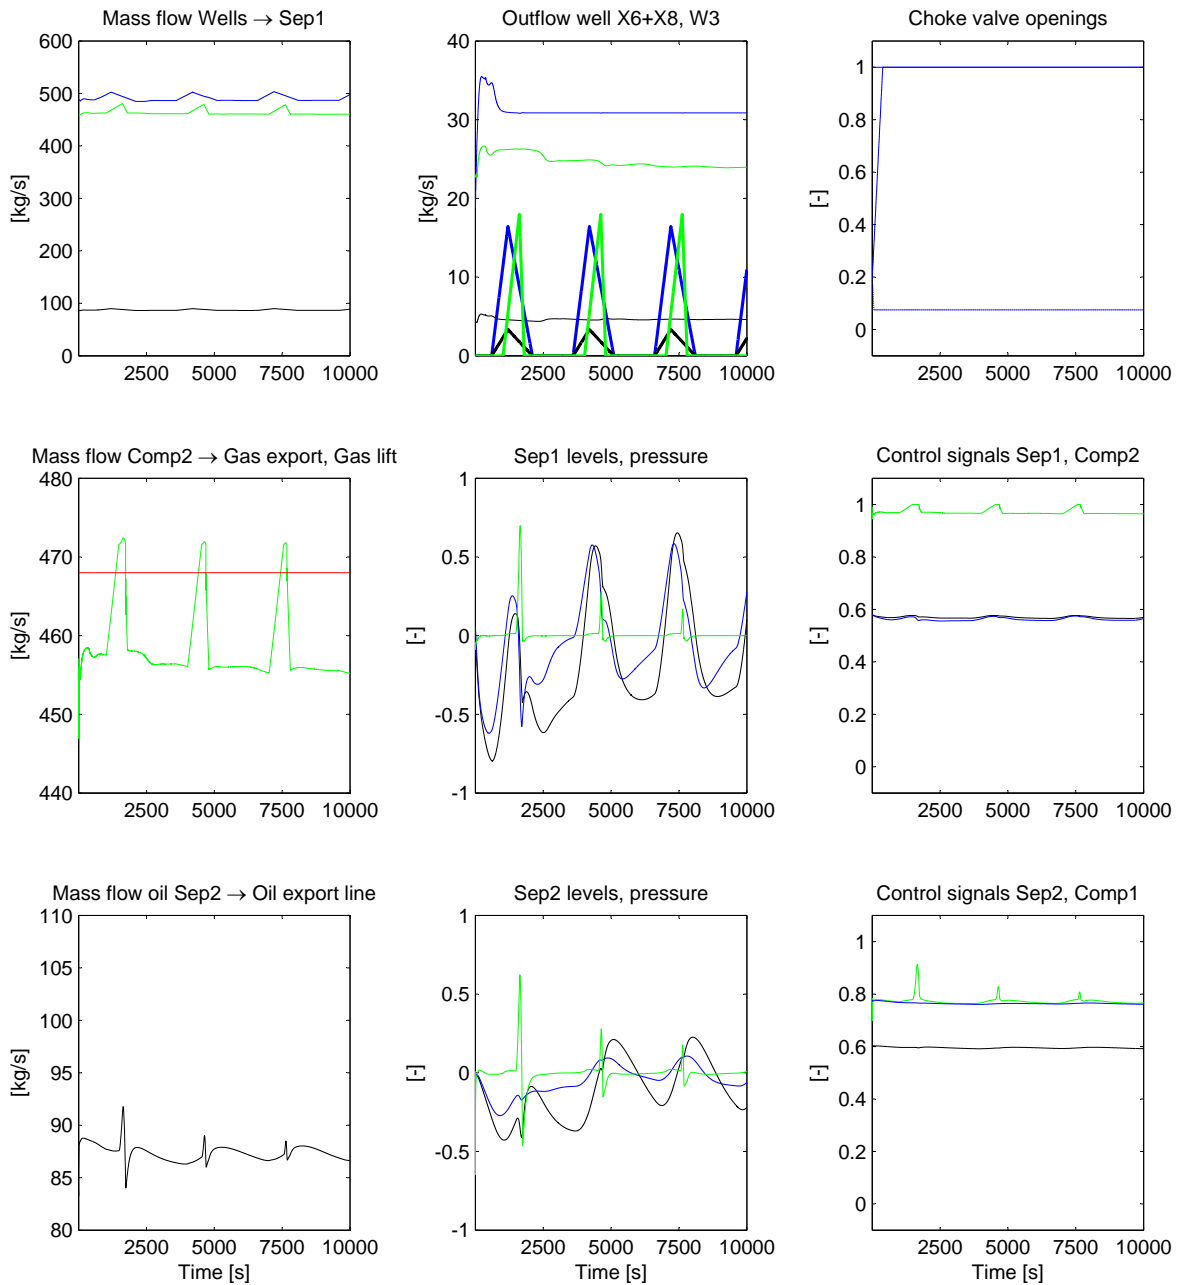 Mass flow Wells → Sep1
Outflow well X6+X8, W3
Choke valve openings
600
500
400
300
200
100
0
[kg/s]
2500 5000 7500 10000
40
30
20
10
0
[kg/s]
2500 5000 7500 10000
1
0.8
0.6
0.4
0.2
0
[-]
2500 5000 7500 10000
Mass flow Comp2 → Gas export, Gas lift
Sep1 levels, pressure
Control signals Sep1, Comp2
480
470
460
450
440
[kg/s]
2500 5000 7500 10000
1
0.5
0
-0.5
-1
[-]
2500 5000 7500 10000
1
0.8
0.6
0.4
0.2
0
[-]
2500 5000 7500 10000
Mass flow oil Sep2 → Oil export line
Sep2 levels, pressure
Control signals Sep2, Comp1
110
105
100
95
90
85
80
[kg/s]
2500 5000 7500 10000
Time [s]
1
0.5
0
-0.5
-1
[-]
2500 5000 7500 10000
Time [s]
1
0.8
0.6
0.4
0.2
0
[-]
2500 5000 7500 10000
Time [s]